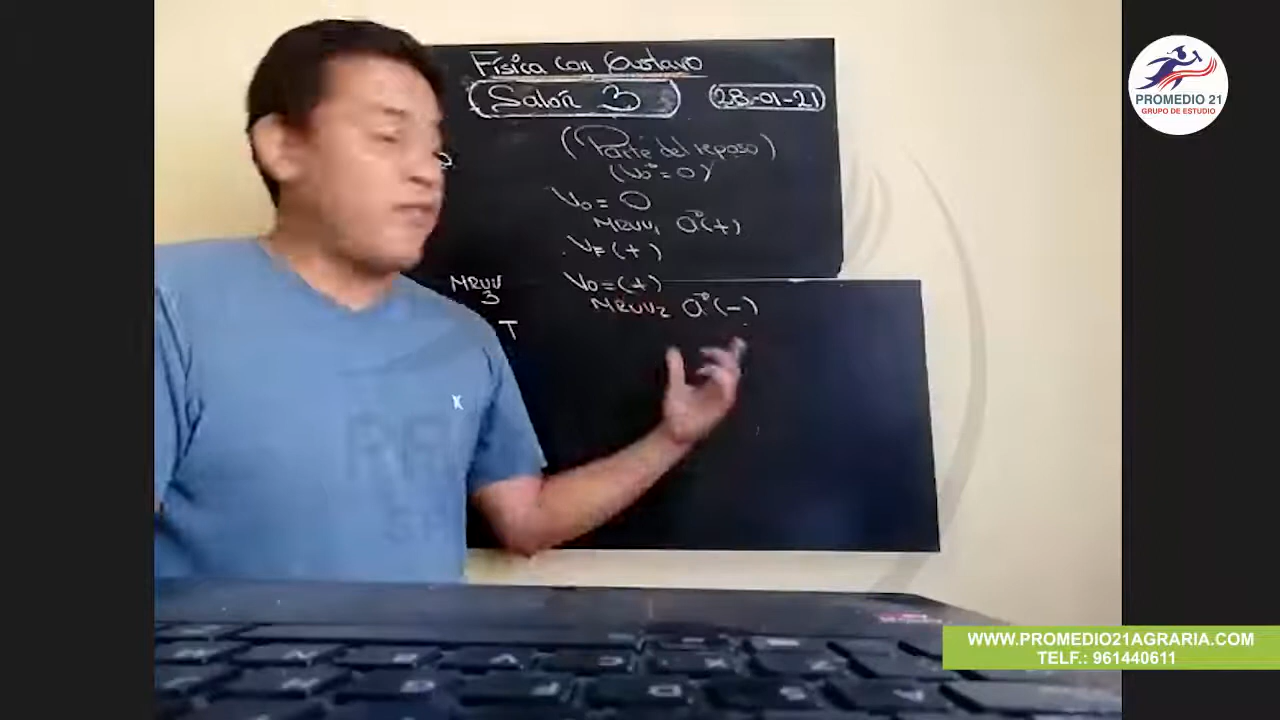 Física con Gustavo
Salón 3
28-01-21
(Parte del reposo)
(Vo = 0)
Vo = 0
MRUV1 a(+)
VF = (+)
MRUV
3
Vo = (+)
MRUV2 a(-)
T
PROMEDIO 21
GRUPO DE ESTUDIO
WWW.PROMEDIO21AGRARIA.COM
TELF.: 961440611